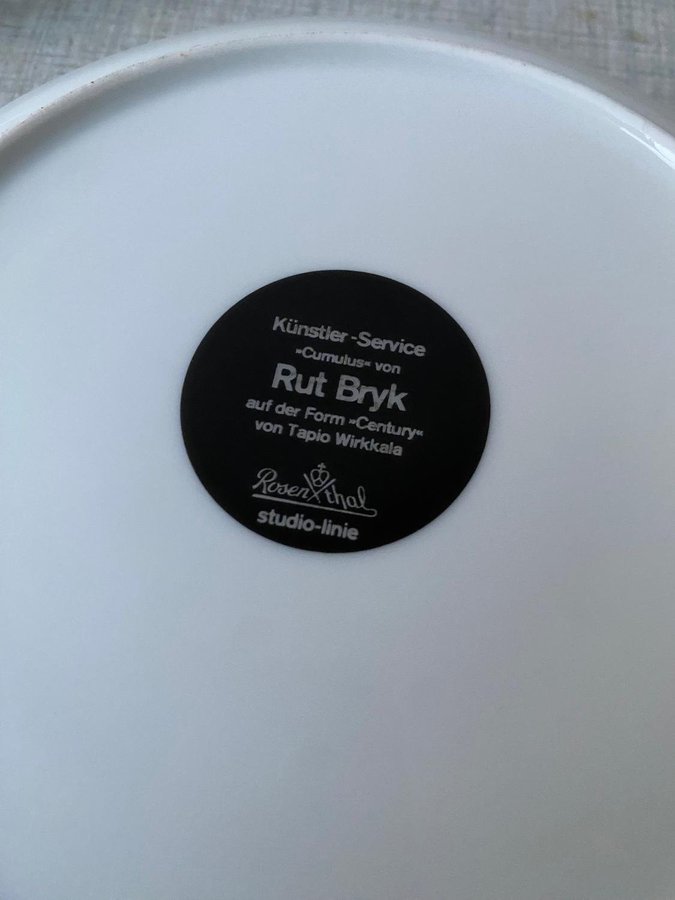 Künstler-Service
»Cumulus« von
Rut Bryk
auf der Form »Century«
von Tapio Wirkkala
Rosenthal
studio-linie